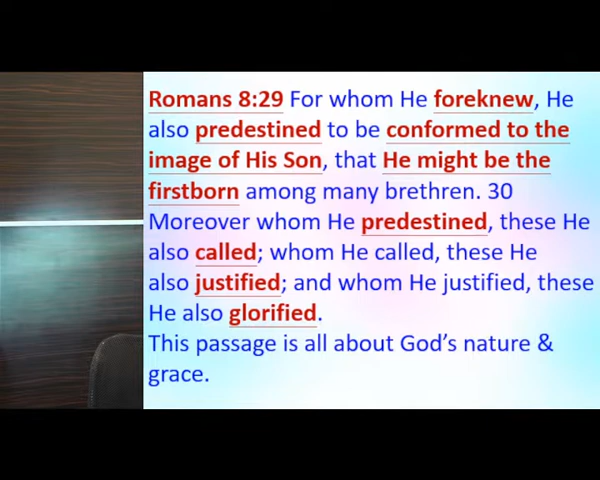 Romans 8:29 For whom He foreknew, He
also predestined to be conformed to the
image of His Son, that He might be the
firstborn among many brethren. 30
Moreover whom He predestined, these He
also called; whom He called, these He
also justified; and whom He justified, these
He also glorified.
This passage is all about God’s nature &
grace.